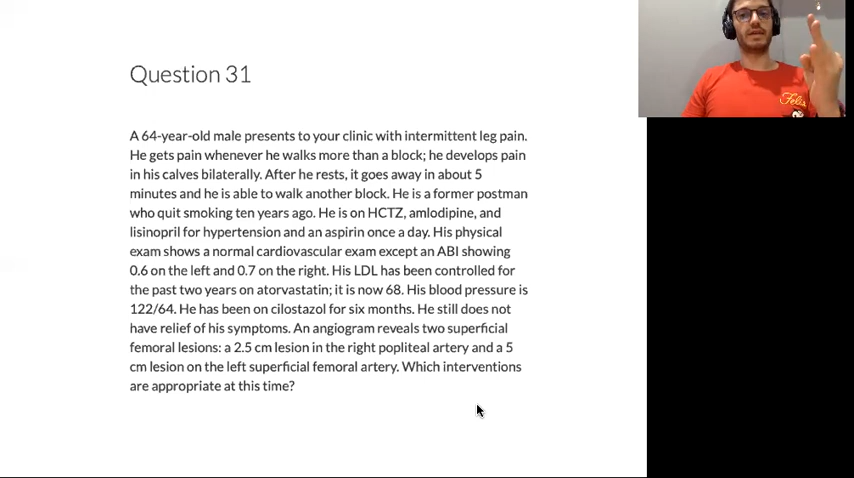 Question 31
A 64-year-old male presents to your clinic with intermittent leg pain.
He gets pain whenever he walks more than a block; he develops pain
in his calves bilaterally. After he rests, it goes away in about 5
minutes and he is able to walk another block. He is a former postman
who quit smoking ten years ago. He is on HCTZ, amlodipine, and
lisinopril for hypertension and an aspirin once a day. His physical
exam shows a normal cardiovascular exam except an ABI showing
0.6 on the left and 0.7 on the right. His LDL has been controlled for
the past two years on atorvastatin; it is now 68. His blood pressure is
122/64. He has been on cilostazol for six months. He still does not
have relief of his symptoms. An angiogram reveals two superficial
femoral lesions: a 2.5 cm lesion in the right popliteal artery and a 5
cm lesion on the left superficial femoral artery. Which interventions
are appropriate at this time?